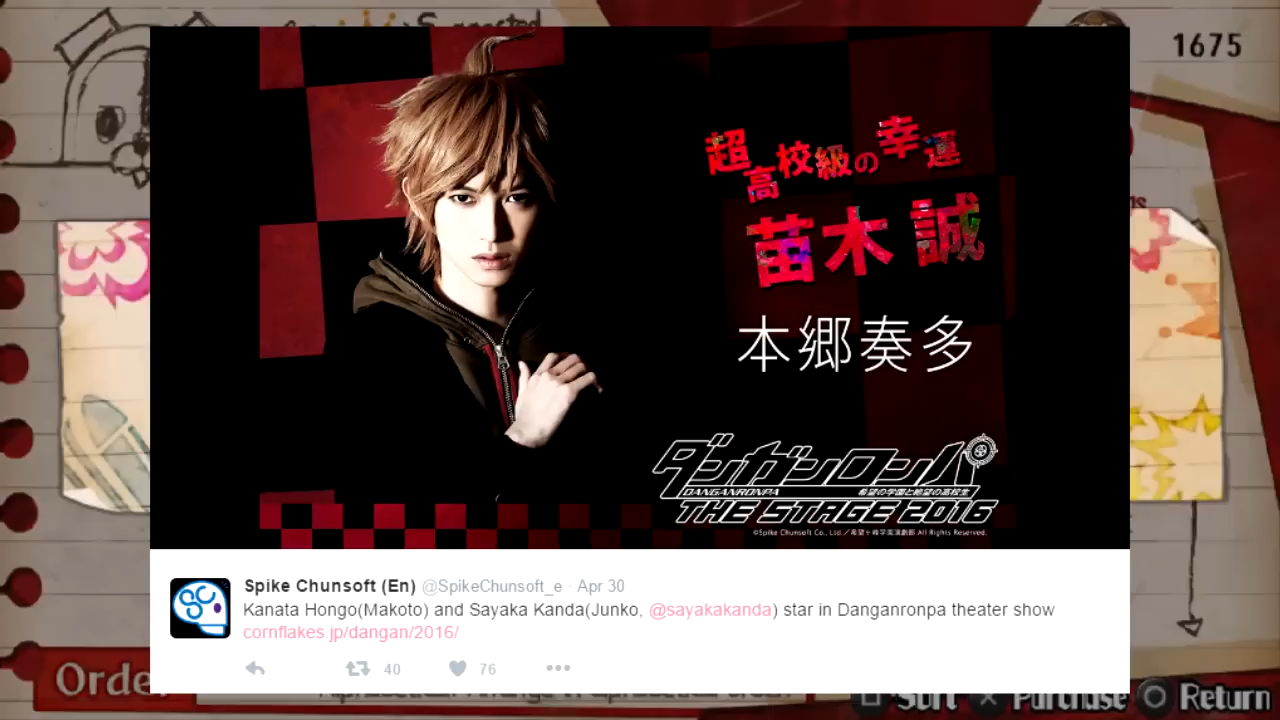 1675
超高校級の幸運
苗木 誠
本郷奏多
ダンガンロンパ
DANGANRONPA 希望の学園と絶望の高校生
THE STAGE 2016
©Spike Chunsoft Co., Ltd./希望ヶ峰学園演劇部 All Rights Reserved.
Spike Chunsoft (En) @SpikeChunsoft_e · Apr 30
Kanata Hongo(Makoto) and Sayaka Kanda(Junko, @sayakakanda) star in Danganronpa theater show
cornflakes.jp/dangan/2016/
40 76
Order Sort Purchase Return